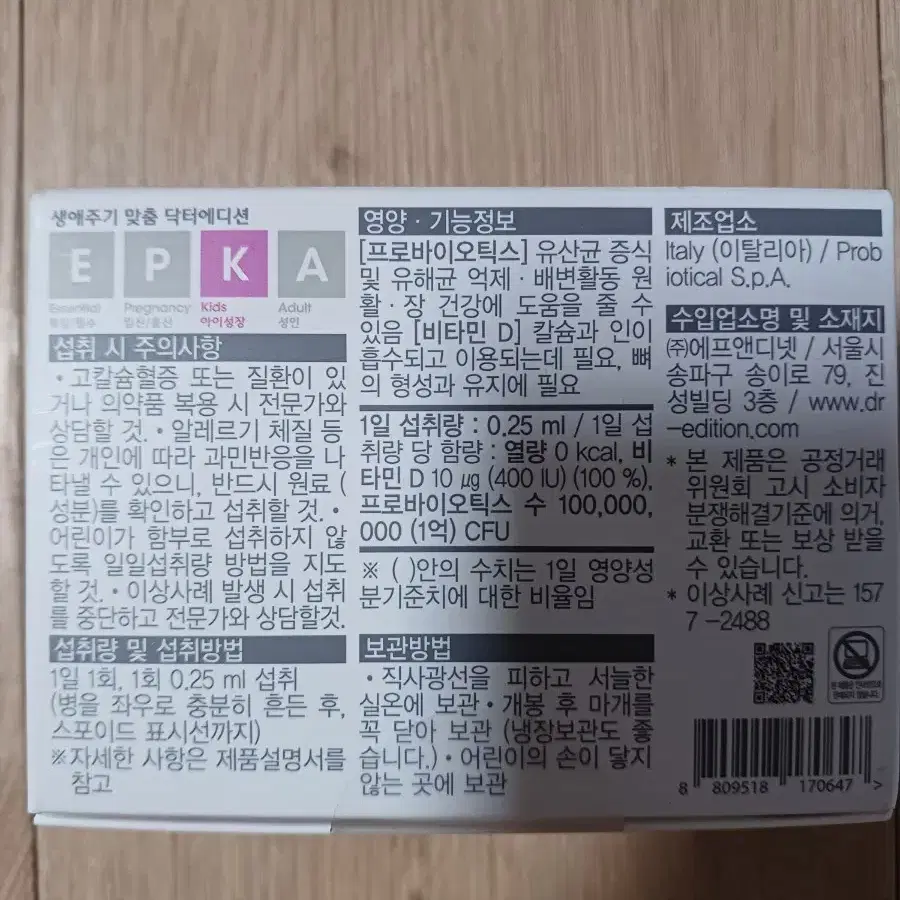 생애주기 맞춤 닥터에디션
E P K A
Essential Pregnancy Kids Adult
임신/출산 아이성장 성인
섭취 시 주의사항
• 고칼슘혈증 또는 질환이 있
거나 의약품 복용 시 전문가와
상담할 것. • 알레르기 체질 등
은 개인에 따라 과민반응을 나
타낼 수 있으니, 반드시 원료 (
성분)를 확인하고 섭취할 것. •
어린이가 함부로 섭취하지 않
도록 일일섭취량 방법을 지도
할 것. • 이상사례 발생 시 섭취
를 중단하고 전문가와 상담할것.
섭취량 및 섭취방법
1일 1회, 1회 0.25 ml 섭취
(병을 좌우로 충분히 흔든 후,
스포이드 표시선까지)
※자세한 사항은 제품설명서를
참고
영양 · 기능정보
[프로바이오틱스] 유산균 증식
및 유해균 억제 · 배변활동 원
활 · 장 건강에 도움을 줄 수
있음 [비타민 D] 칼슘과 인이
흡수되고 이용되는데 필요, 뼈
의 형성과 유지에 필요
1일 섭취량 : 0.25 ml / 1일 섭
취량 당 함량 : 열량 0 kcal, 비
타민 D 10 μg (400 IU) (100 %),
프로바이오틱스 수 100,000,
000 (1억) CFU
※ ( )안의 수치는 1일 영양성
분기준치에 대한 비율임
보관방법
• 직사광선을 피하고 서늘한
실온에 보관 • 개봉 후 마개를
꼭 닫아 보관 (냉장보관도 좋
습니다.) • 어린이의 손이 닿지
않는 곳에 보관
제조업소
Italy (이탈리아) / Prob
iotical S.p.A.
수입업소명 및 소재지
㈜에프앤디넷 / 서울시
송파구 송이로 79, 진
성빌딩 3층 / www.dr
-edition.com
* 본 제품은 공정거래
위원회 고시 소비자
분쟁해결기준에 의거,
교환 또는 보상 받을
수 있습니다.
* 이상사례 신고는 157
7 -2488
8 809518 170647 >